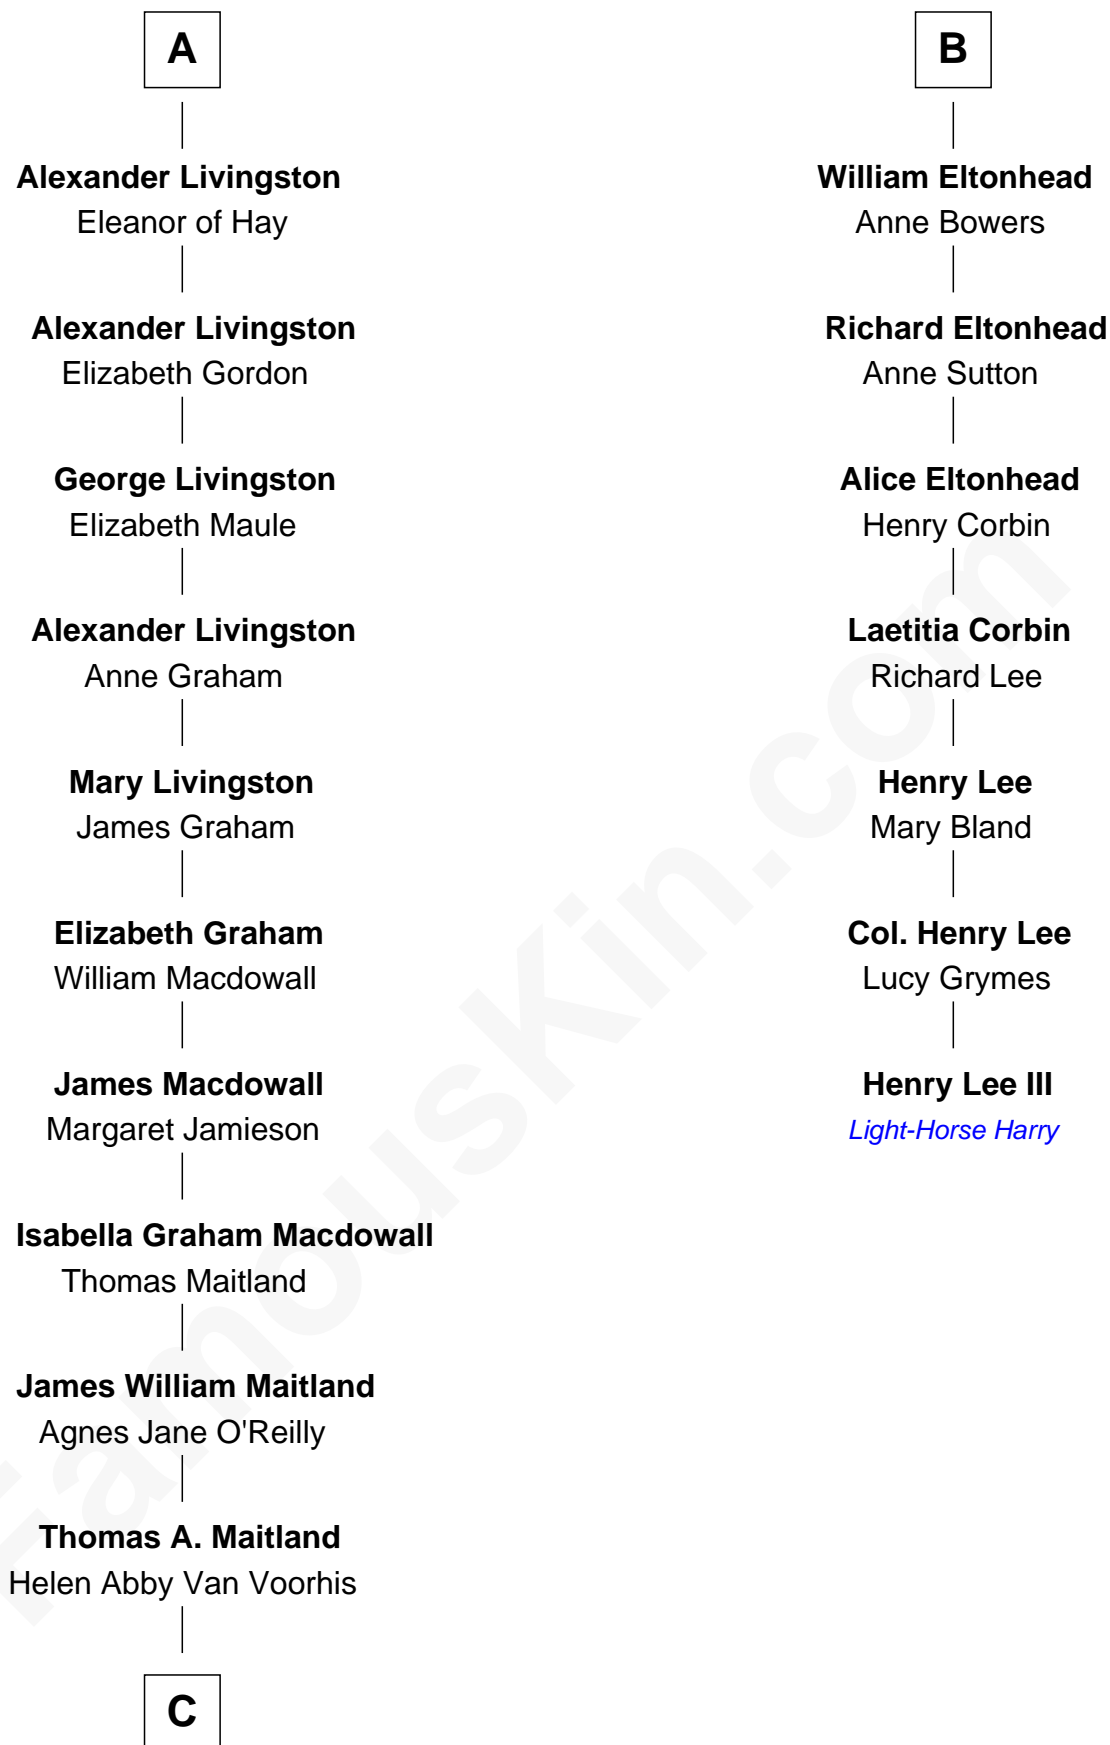 A
Alexander Livingston
Eleanor of Hay
Alexander Livingston
Elizabeth Gordon
George Livingston
Elizabeth Maule
Alexander Livingston
Anne Graham
Mary Livingston
James Graham
Elizabeth Graham
William Macdowall
James Macdowall
Margaret Jamieson
Isabella Graham Macdowall
Thomas Maitland
James William Maitland
Agnes Jane O'Reilly
Thomas A. Maitland
Helen Abby Van Voorhis
C
B
William Eltonhead
Anne Bowers
Richard Eltonhead
Anne Sutton
Alice Eltonhead
Henry Corbin
Laetitia Corbin
Richard Lee
Henry Lee
Mary Bland
Col. Henry Lee
Lucy Grymes
Henry Lee III
Light-Horse Harry
FamousKin.com